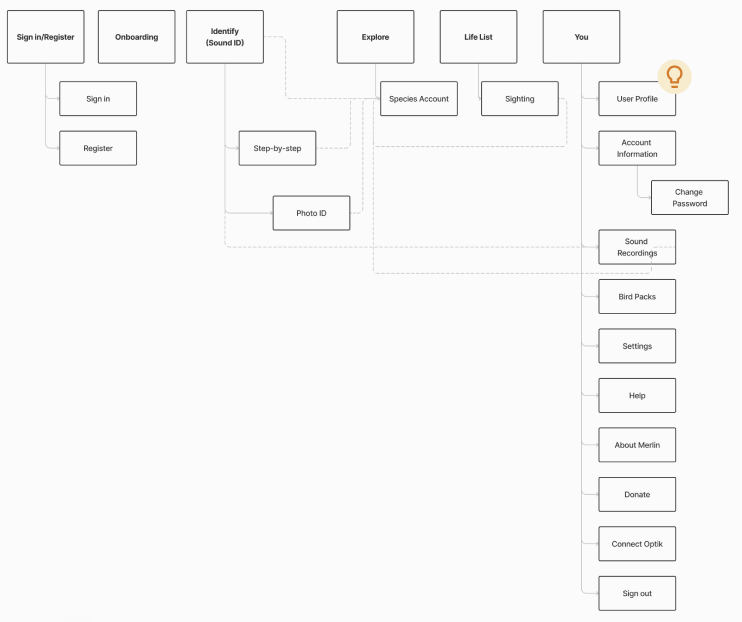 Sign in/Register
Onboarding
Identify
(Sound ID)
Explore
Life List
You
Sign in
Species Account
Sighting
User Profile
Register
Step-by-step
Account
Information
Change
Password
Photo ID
Sound
Recordings
Bird Packs
Settings
Help
About Merlin
Donate
Connect Optik
Sign out